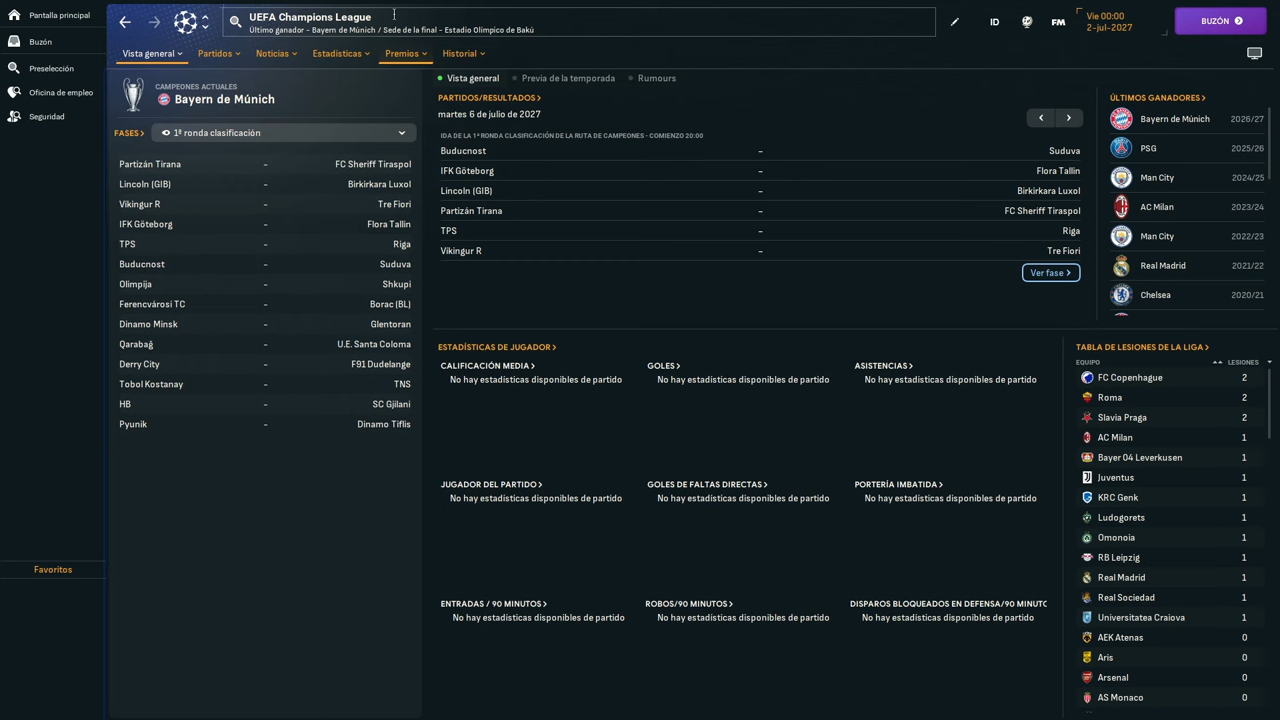 Pantalla principal
Buzón
Preselección
Oficina de empleo
Seguridad
Favoritos
UEFA Champions League
Último ganador - Bayern de Múnich / Sede de la final - Estadio Olímpico de Bakú
ID
FM
Vie 00:00
2-jul-2027
BUZÓN
Vista general
Partidos
Noticias
Estadísticas
Premios
Historial
CAMPEONES ACTUALES
Bayern de Múnich
FASES
1ª ronda clasificación
Partizán Tirana - FC Sheriff Tiraspol
Lincoln (GIB) - Birkirkara Luxol
Vikingur R - Tre Fiori
IFK Göteborg - Flora Tallin
TPS - Riga
Buducnost - Suduva
Olimpija - Shkupi
Ferencvárosi TC - Borac (BL)
Dinamo Minsk - Glentoran
Qarabağ - U.E. Santa Coloma
Derry City - F91 Dudelange
Tobol Kostanay - TNS
HB - SC Gjilani
Pyunik - Dinamo Tiflis
Vista general
Previa de la temporada
Rumours
PARTIDOS/RESULTADOS
martes 6 de julio de 2027
IDA DE LA 1ª RONDA CLASIFICACIÓN DE LA RUTA DE CAMPEONES - COMIENZO 20:00
Buducnost - Suduva
IFK Göteborg - Flora Tallin
Lincoln (GIB) - Birkirkara Luxol
Partizán Tirana - FC Sheriff Tiraspol
TPS - Riga
Vikingur R - Tre Fiori
Ver fase
ÚLTIMOS GANADORES
Bayern de Múnich 2026/27
PSG 2025/26
Man City 2024/25
AC Milan 2023/24
Man City 2022/23
Real Madrid 2021/22
Chelsea 2020/21
ESTADÍSTICAS DE JUGADOR
CALIFICACIÓN MEDIA
No hay estadísticas disponibles de partido
GOLES
No hay estadísticas disponibles de partido
ASISTENCIAS
No hay estadísticas disponibles de partido
JUGADOR DEL PARTIDO
No hay estadísticas disponibles de partido
GOLES DE FALTAS DIRECTAS
No hay estadísticas disponibles de partido
PORTERÍA IMBATIDA
No hay estadísticas disponibles de partido
ENTRADAS / 90 MINUTOS
No hay estadísticas disponibles de partido
ROBOS/90 MINUTOS
No hay estadísticas disponibles de partido
DISPAROS BLOQUEADOS EN DEFENSA/90 MINUTO
No hay estadísticas disponibles de partido
TABLA DE LESIONES DE LA LIGA
EQUIPO LESIONES
FC Copenhague 2
Roma 2
Slavia Praga 2
AC Milan 1
Bayer 04 Leverkusen 1
Juventus 1
KRC Genk 1
Ludogorets 1
Omonoia 1
RB Leipzig 1
Real Madrid 1
Real Sociedad 1
Universitatea Craiova 1
AEK Atenas 0
Aris 0
Arsenal 0
AS Monaco 0